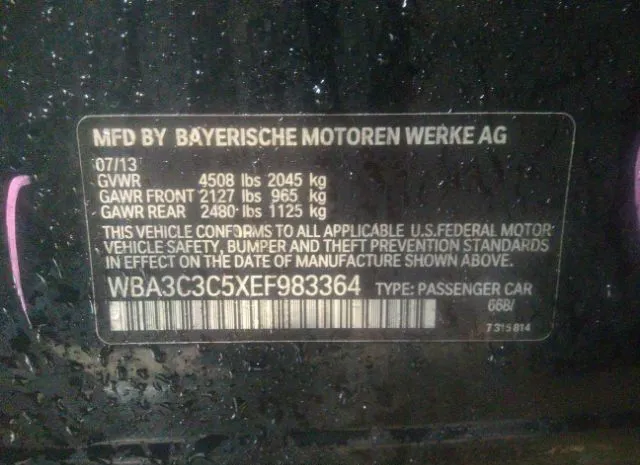 MFD BY BAYERISCHE MOTOREN WERKE AG
07/13
GVWR 4508 lbs 2045 kg
GAWR FRONT 2127 lbs 965 kg
GAWR REAR 2480 lbs 1125 kg
THIS VEHICLE CONFORMS TO ALL APPLICABLE U.S.FEDERAL MOTOR
VEHICLE SAFETY, BUMPER AND THEFT PREVENTION STANDARDS
IN EFFECT ON THE DATE OF MANUFACTURE SHOWN ABOVE.
WBA3C3C5XEF983364 TYPE: PASSENGER CAR
668/
7315814